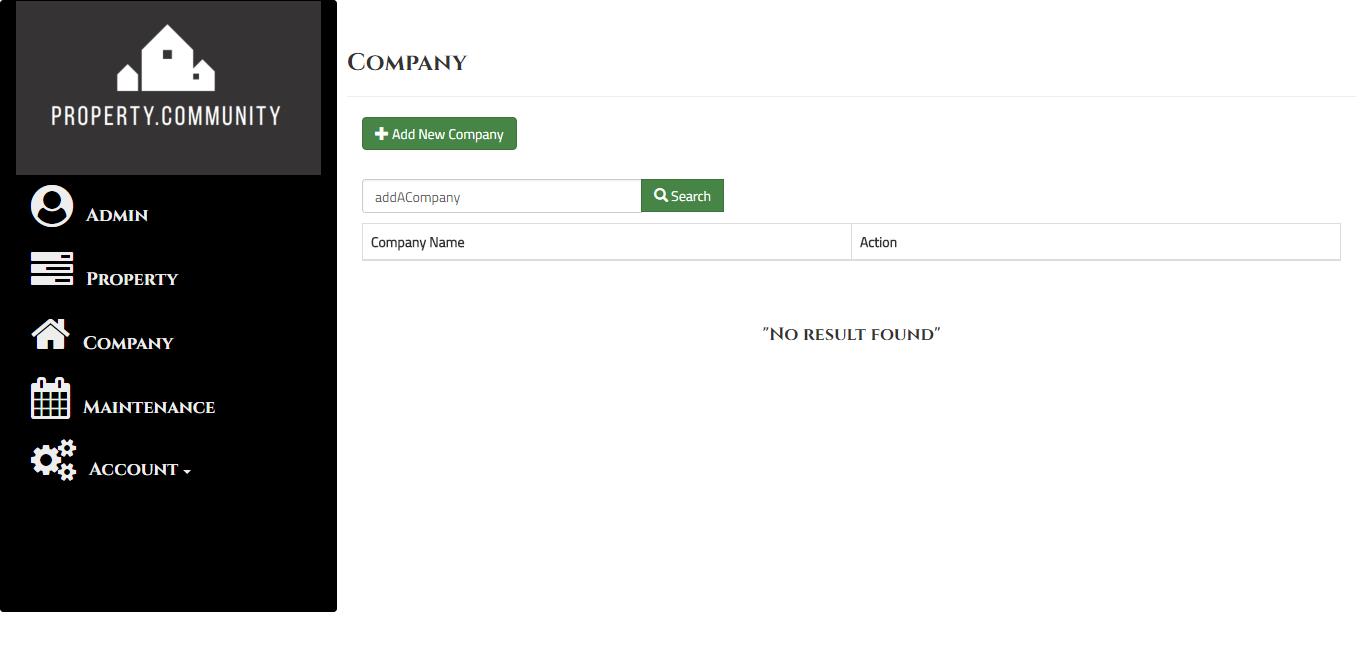 PROPERTY.COMMUNITY
Admin
Property
Company
Maintenance
Account
Company
Add New Company
addACompany
Search
Company Name Action
"No result found"